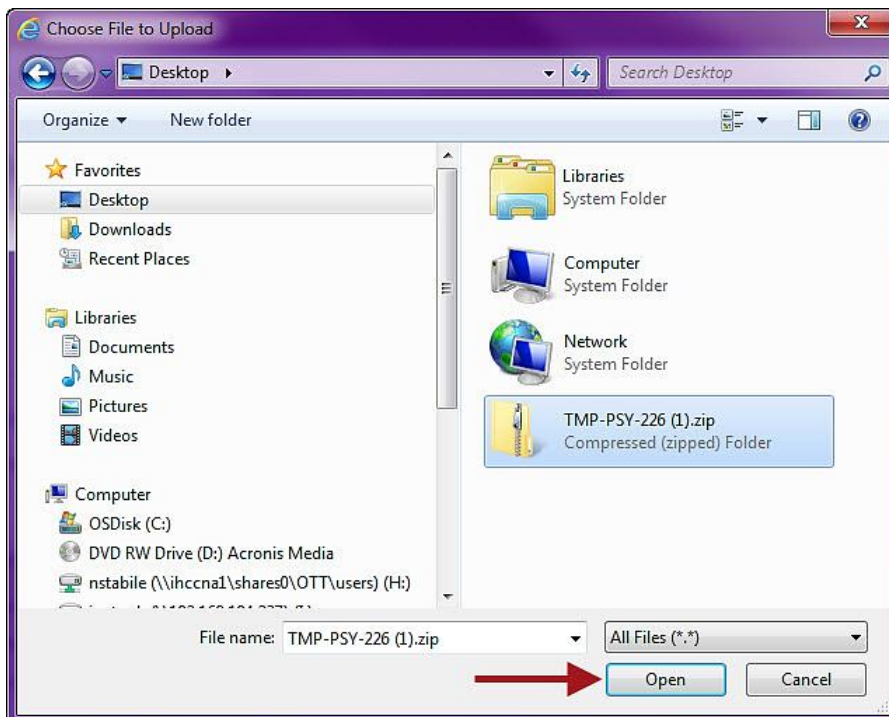 Choose File to Upload
Desktop
Search Desktop
Organize
New folder
Favorites
Desktop
Downloads
Recent Places
Libraries
Documents
Music
Pictures
Videos
Computer
OSDisk (C:)
DVD RW Drive (D:) Acronis Media
nstabile (\\ihccna1\shares0\OTT\users) (H:)
Libraries
System Folder
Computer
System Folder
Network
System Folder
TMP-PSY-226 (1).zip
Compressed (zipped) Folder
File name: TMP-PSY-226 (1).zip
All Files (*.*)
Open
Cancel